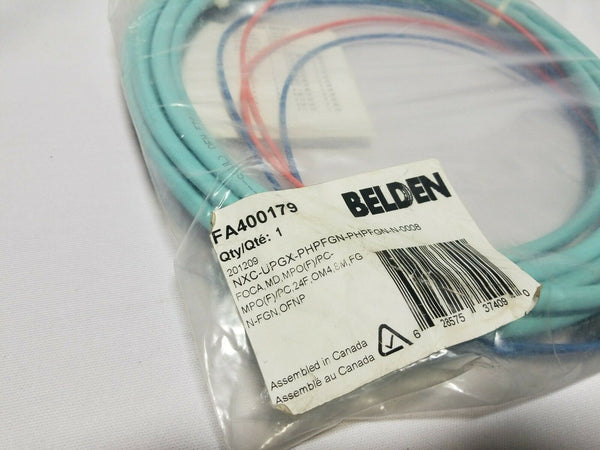 BELDEN
FA400179
Qty/Qté: 1
201209
NXC-UPGX-PHPFGN-PHPFGN-N-0008
FOCA,MD,MPO(F)/PC-
MPO(F)/PC,24F,OM4,8M,FG
N-FGN,OFNP
6 28575 37409 0
Assembled in Canada
Assemblé au Canada